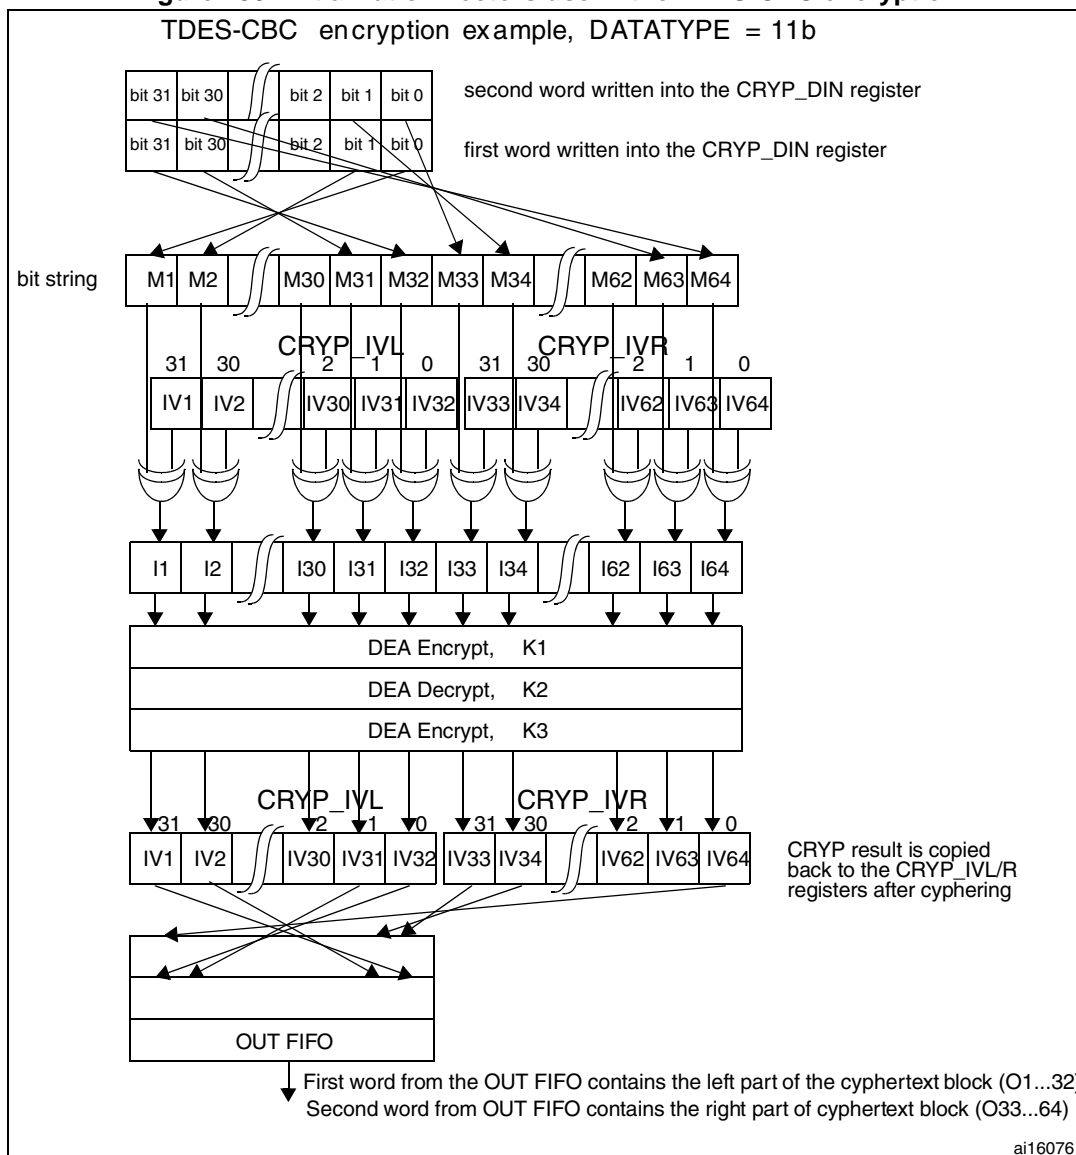 TDES-CBC encryption example, DATATYPE = 11b
bit 31 bit 30 bit 2 bit 1 bit 0 second word written into the CRYP_DIN register
bit 31 bit 30 bit 2 bit 1 bit 0 first word written into the CRYP_DIN register
bit string M1 M2 M30 M31 M32 M33 M34 M62 M63 M64
CRYP_IVL CRYP_IVR
31 30 2 1 0 31 30 2 1 0
IV1 IV2 IV30 IV31 IV32 IV33 IV34 IV62 IV63 IV64
I1 I2 I30 I31 I32 I33 I34 I62 I63 I64
DEA Encrypt, K1
DEA Decrypt, K2
DEA Encrypt, K3
CRYP_IVL CRYP_IVR
31 30 2 1 0 31 30 2 1 0
IV1 IV2 IV30 IV31 IV32 IV33 IV34 IV62 IV63 IV64
CRYP result is copied
back to the CRYP_IVL/R
registers after cyphering
OUT FIFO
First word from the OUT FIFO contains the left part of the cyphertext block (O1...32)
Second word from OUT FIFO contains the right part of cyphertext block (O33...64)
ai16076